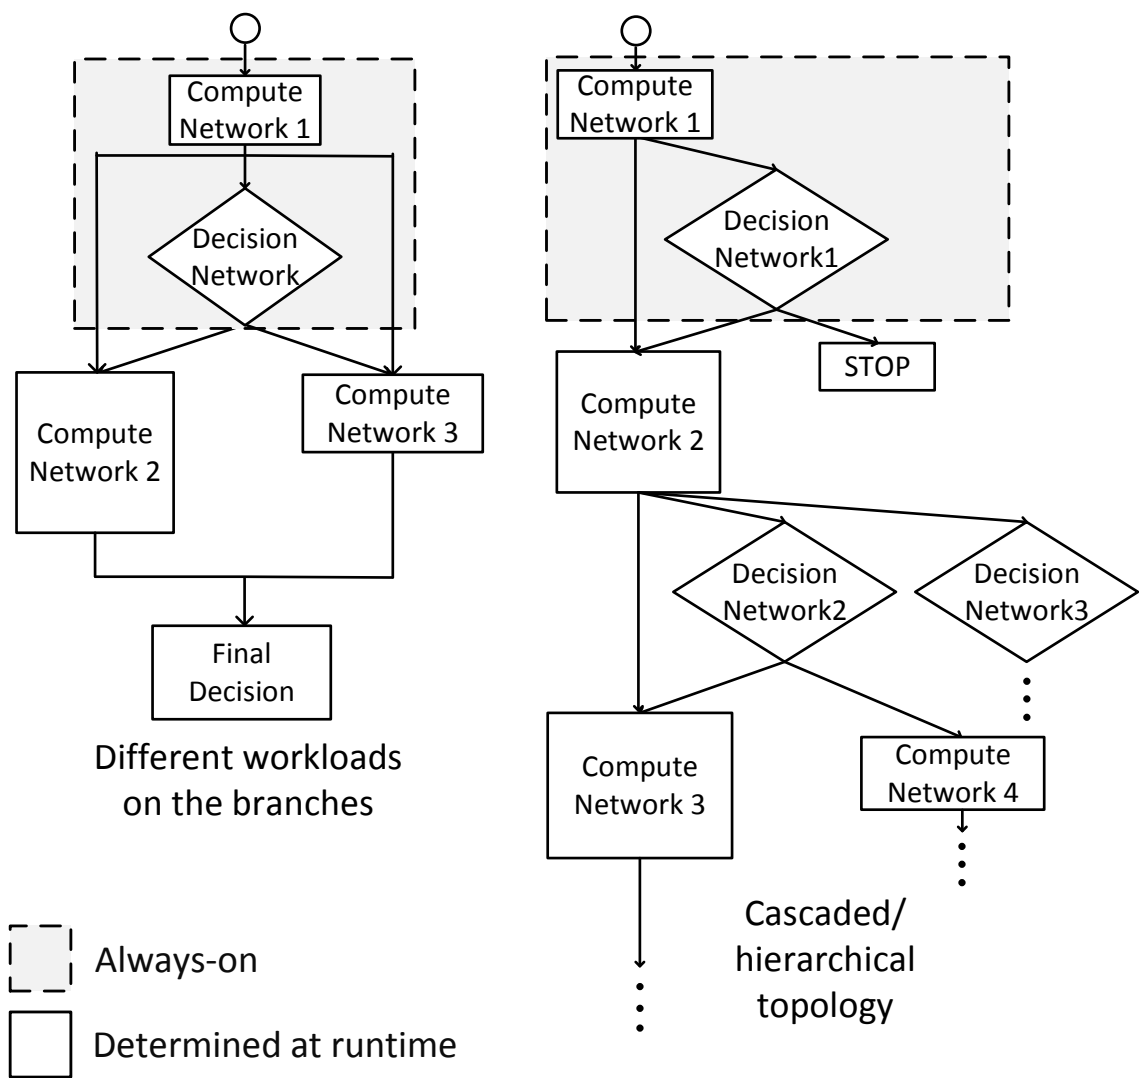 Compute
Network 1
Decision
Network
Compute
Network 2
Compute
Network 3
Final
Decision
Different workloads
on the branches
Compute
Network 1
Decision
Network1
STOP
Compute
Network 2
Decision
Network2
Decision
Network3
Compute
Network 3
Compute
Network 4
Cascaded/
hierarchical
topology
Always-on
Determined at runtime